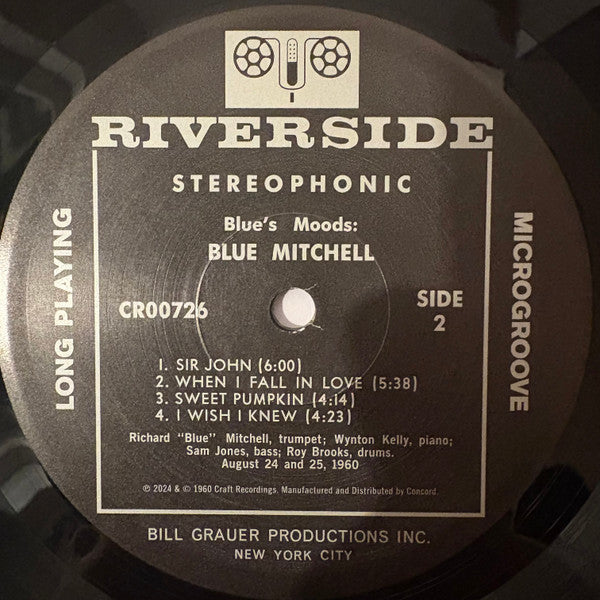 RIVERSIDE
STEREOPHONIC
Blue's Moods:
BLUE MITCHELL
LONG PLAYING
MICROGROOVE
CR00726
SIDE
2
1. SIR JOHN (6:00)
2. WHEN I FALL IN LOVE (5:38)
3. SWEET PUMPKIN (4:14)
4. I WISH I KNEW (4:23)
Richard "Blue" Mitchell, trumpet; Wynton Kelly, piano;
Sam Jones, bass; Roy Brooks, drums.
August 24 and 25, 1960
℗ 2024 & © 1960 Craft Recordings. Manufactured and Distributed by Concord.
BILL GRAUER PRODUCTIONS INC.
NEW YORK CITY